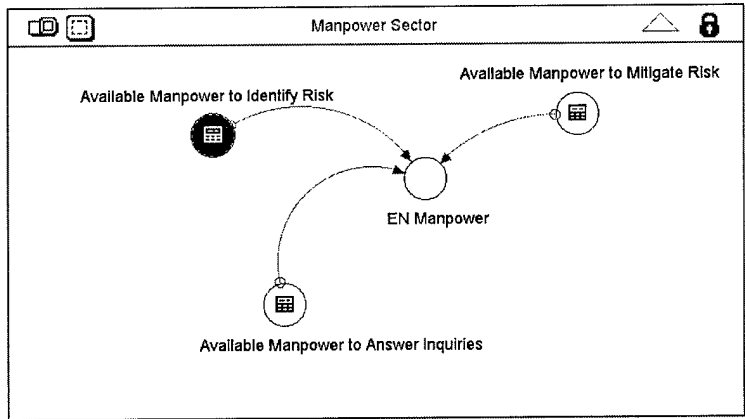 Manpower Sector
Available Manpower to Mitigate Risk
Available Manpower to Identify Risk
EN Manpower
Available Manpower to Answer Inquiries